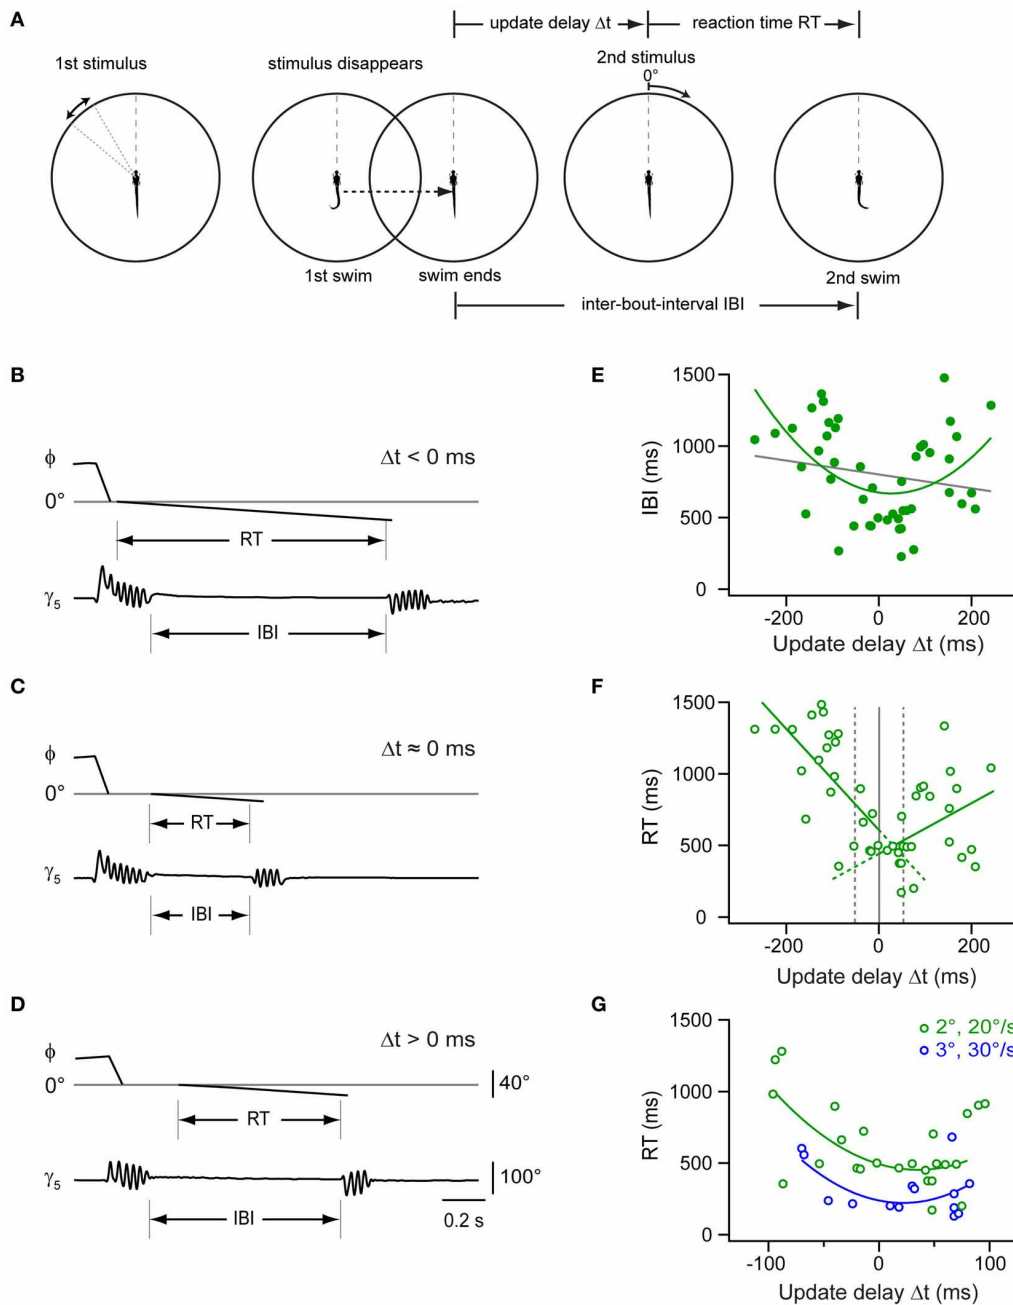 A
update delay Δt
reaction time RT
1st stimulus
stimulus disappears
2nd stimulus
0°
1st swim
swim ends
2nd swim
inter-bout-interval IBI
B
ϕ
Δt < 0 ms
0°
RT
γ5
IBI
C
ϕ
Δt ≈ 0 ms
0°
RT
γ5
IBI
D
ϕ
Δt > 0 ms
0°
40°
RT
γ5
100°
IBI
0.2 s
E
1500
1000
500
0
IBI (ms)
-200 0 200
Update delay Δt (ms)
F
1500
1000
500
0
RT (ms)
-200 0 200
Update delay Δt (ms)
G
1500
1000
500
0
RT (ms)
2°, 20°/s
3°, 30°/s
-100 0 100
Update delay Δt (ms)